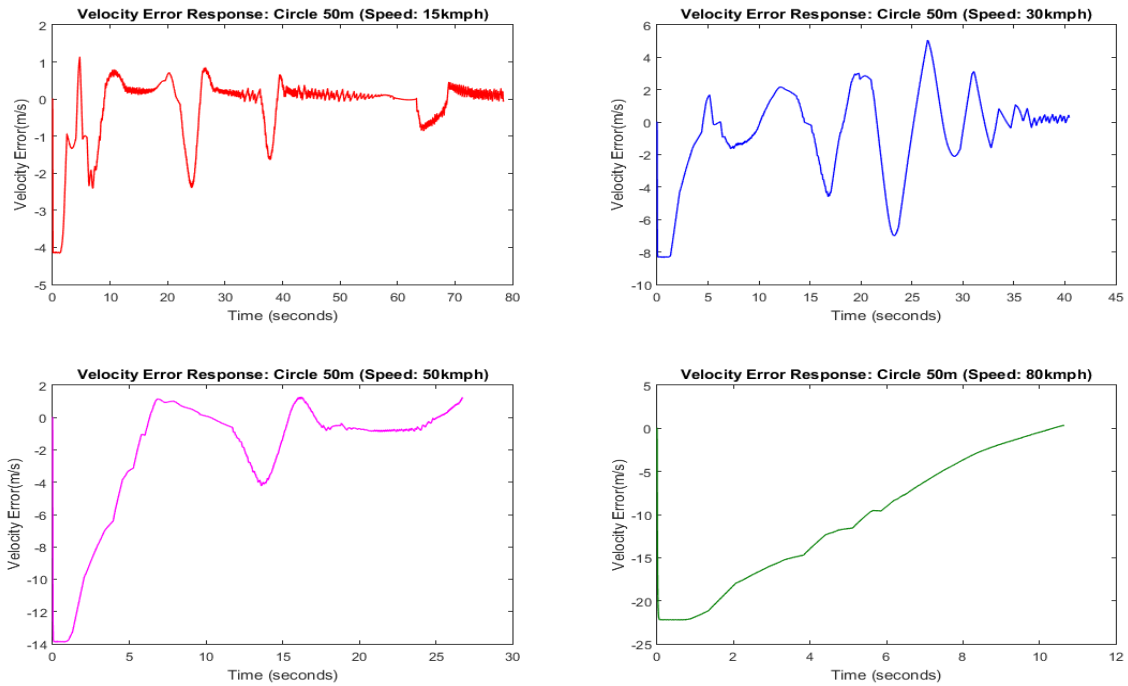 Velocity Error Response: Circle 50m (Speed: 15kmph)
2
1
0
-1
-2
-3
-4
-5
Velocity Error(m/s)
0 10 20 30 40 50 60 70 80
Time (seconds)
Velocity Error Response: Circle 50m (Speed: 30kmph)
6
4
2
0
-2
-4
-6
-8
-10
Velocity Error(m/s)
0 5 10 15 20 25 30 35 40 45
Time (seconds)
Velocity Error Response: Circle 50m (Speed: 50kmph)
2
0
-2
-4
-6
-8
-10
-12
-14
Velocity Error(m/s)
0 5 10 15 20 25 30
Time (seconds)
Velocity Error Response: Circle 50m (Speed: 80kmph)
5
0
-5
-10
-15
-20
-25
Velocity Error(m/s)
0 2 4 6 8 10 12
Time (seconds)